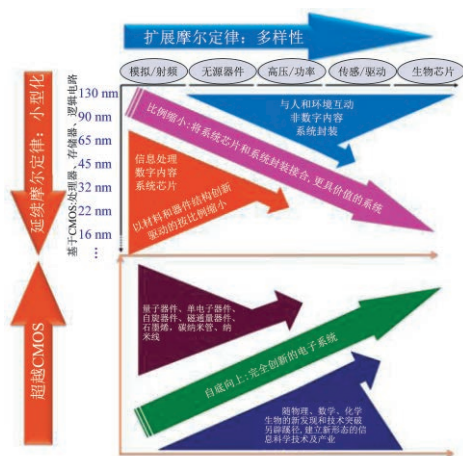 扩展摩尔定律：多样性
模拟/射频
无源器件
高压/功率
传感/驱动
生物芯片
延续摩尔定律：小型化
基于CMOS:处理器,存储器、逻辑电路
130 nm
90 nm
65 nm
45 nm
32 nm
22 nm
16 nm
...
比例缩小:将系统芯片和系统封装接合,更具价值的系统
与人和环境互动
非数字内容
系统封装
信息处理
数字内容
系统芯片
以材料和器件结构创新
驱动的按比例缩小
超越CMOS
量子器件、单电子器件、
自旋器件、磁通量器件、
石墨烯，碳纳米管、纳
米线
自底向上:完全创新的电子系统
随物理、数学、化学
生物的新发现和技术突破
另辟蹊径,建立新形态的信
息科学技术及产业